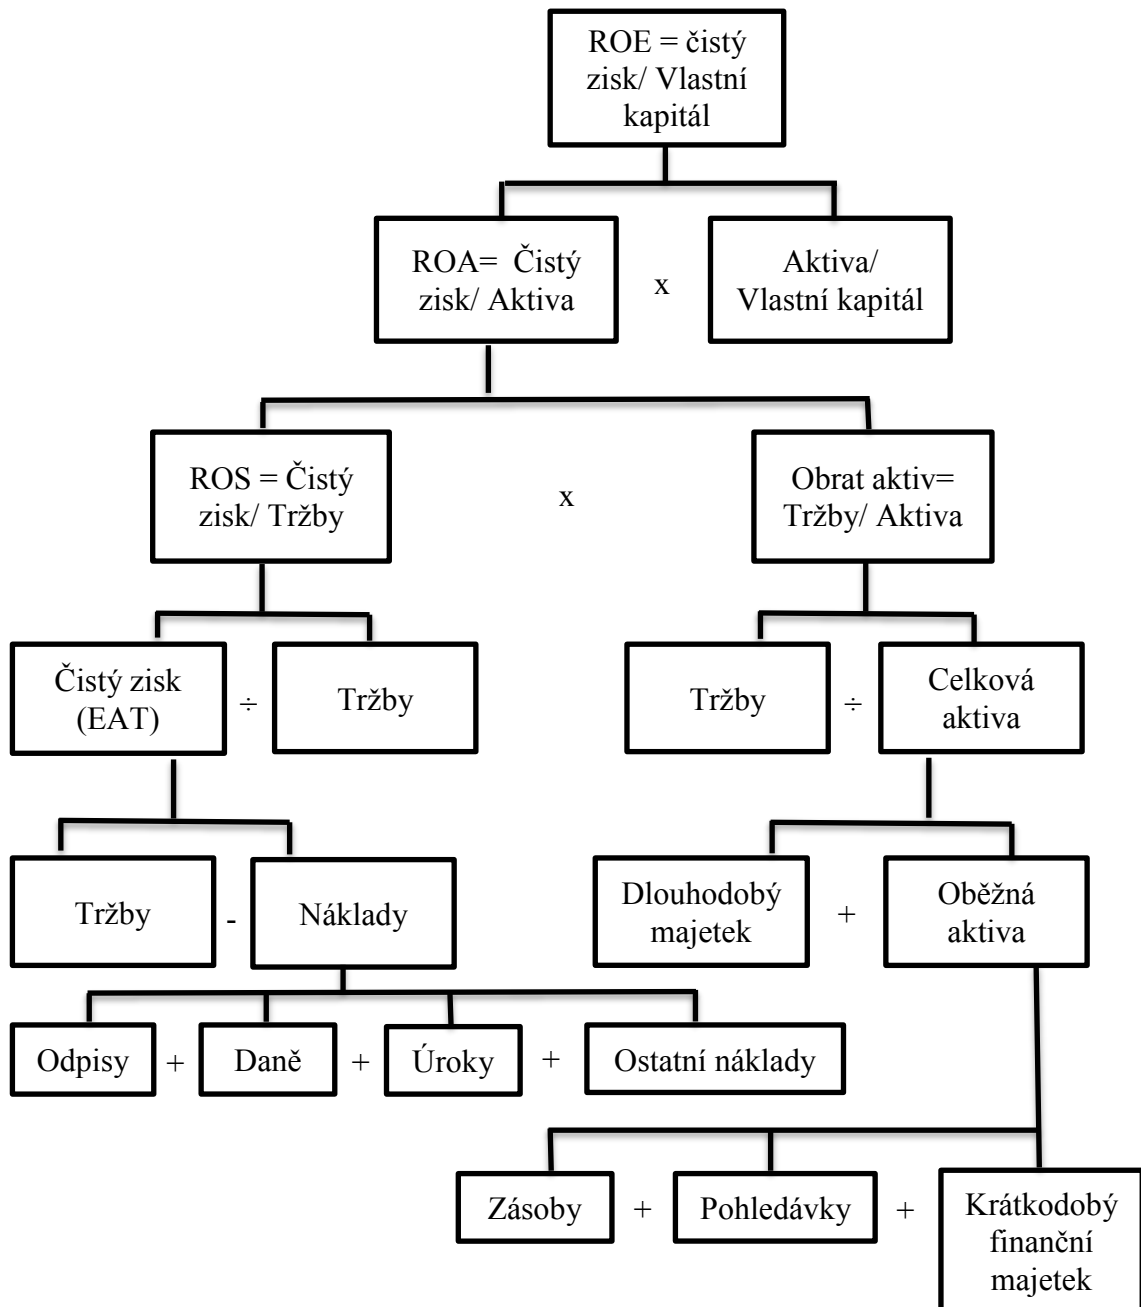 ROE = čistý
zisk/ Vlastní
kapitál
ROA=  Čistý
zisk/ Aktiva
x
Aktiva/
Vlastní kapitál
ROS = Čistý
zisk/ Tržby
x
Obrat aktiv=
Tržby/ Aktiva
Čistý zisk
(EAT)
÷
Tržby
Tržby
÷
Celková
aktiva
Tržby
-
Náklady
Dlouhodobý
majetek
+
Oběžná
aktiva
Odpisy
+
Daně
+
Úroky
+
Ostatní náklady
Zásoby
+
Pohledávky
+
Krátkodobý
finanční
majetek